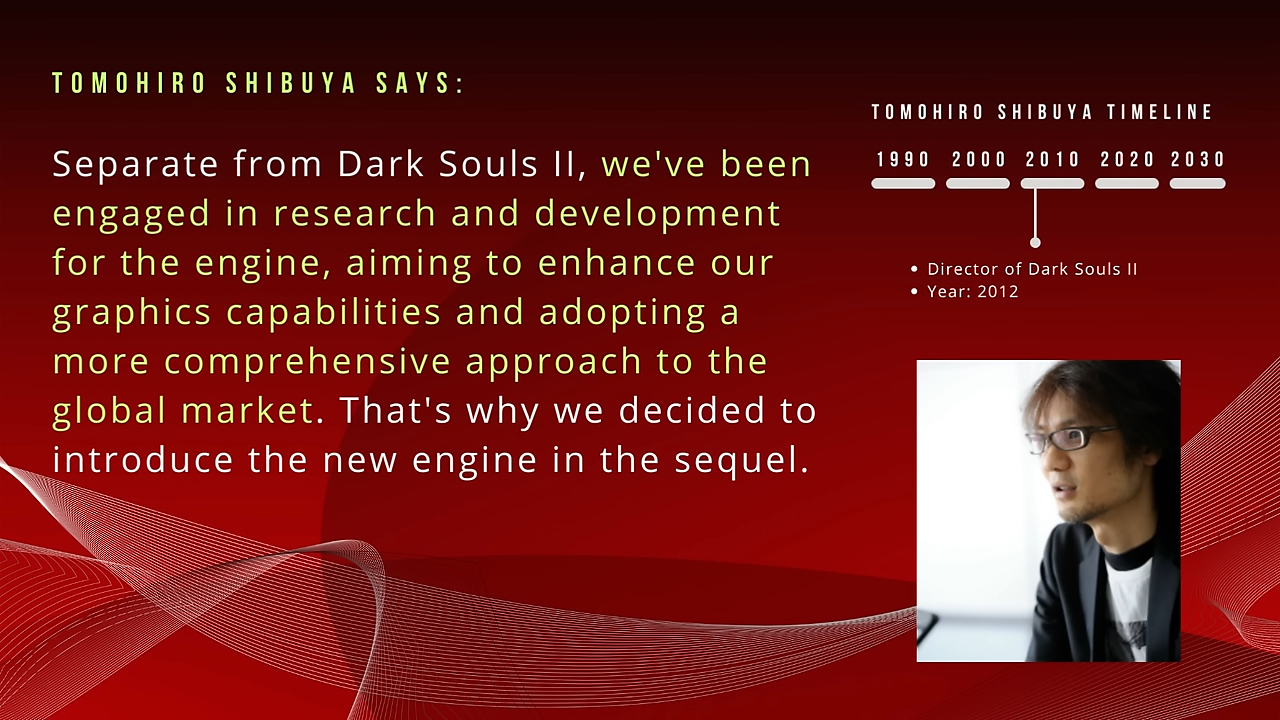 TOMOHIRO SHIBUYA SAYS:
Separate from Dark Souls II, we've been
engaged in research and development
for the engine, aiming to enhance our
graphics capabilities and adopting a
more comprehensive approach to the
global market. That's why we decided to
introduce the new engine in the sequel.
TOMOHIRO SHIBUYA TIMELINE
1990 2000 2010 2020 2030
• Director of Dark Souls II
• Year: 2012